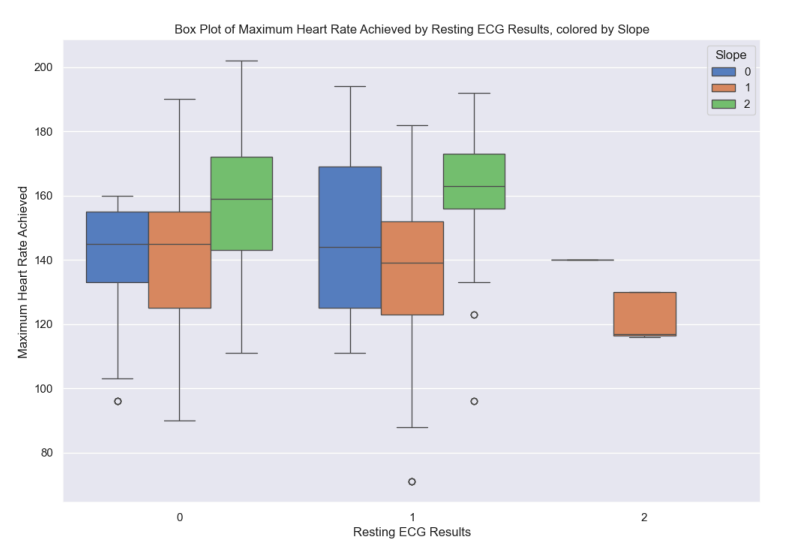 Box Plot of Maximum Heart Rate Achieved by Resting ECG Results, colored by Slope
Slope
0
1
2
200
180
160
140
120
100
80
Maximum Heart Rate Achieved
0 1 2
Resting ECG Results